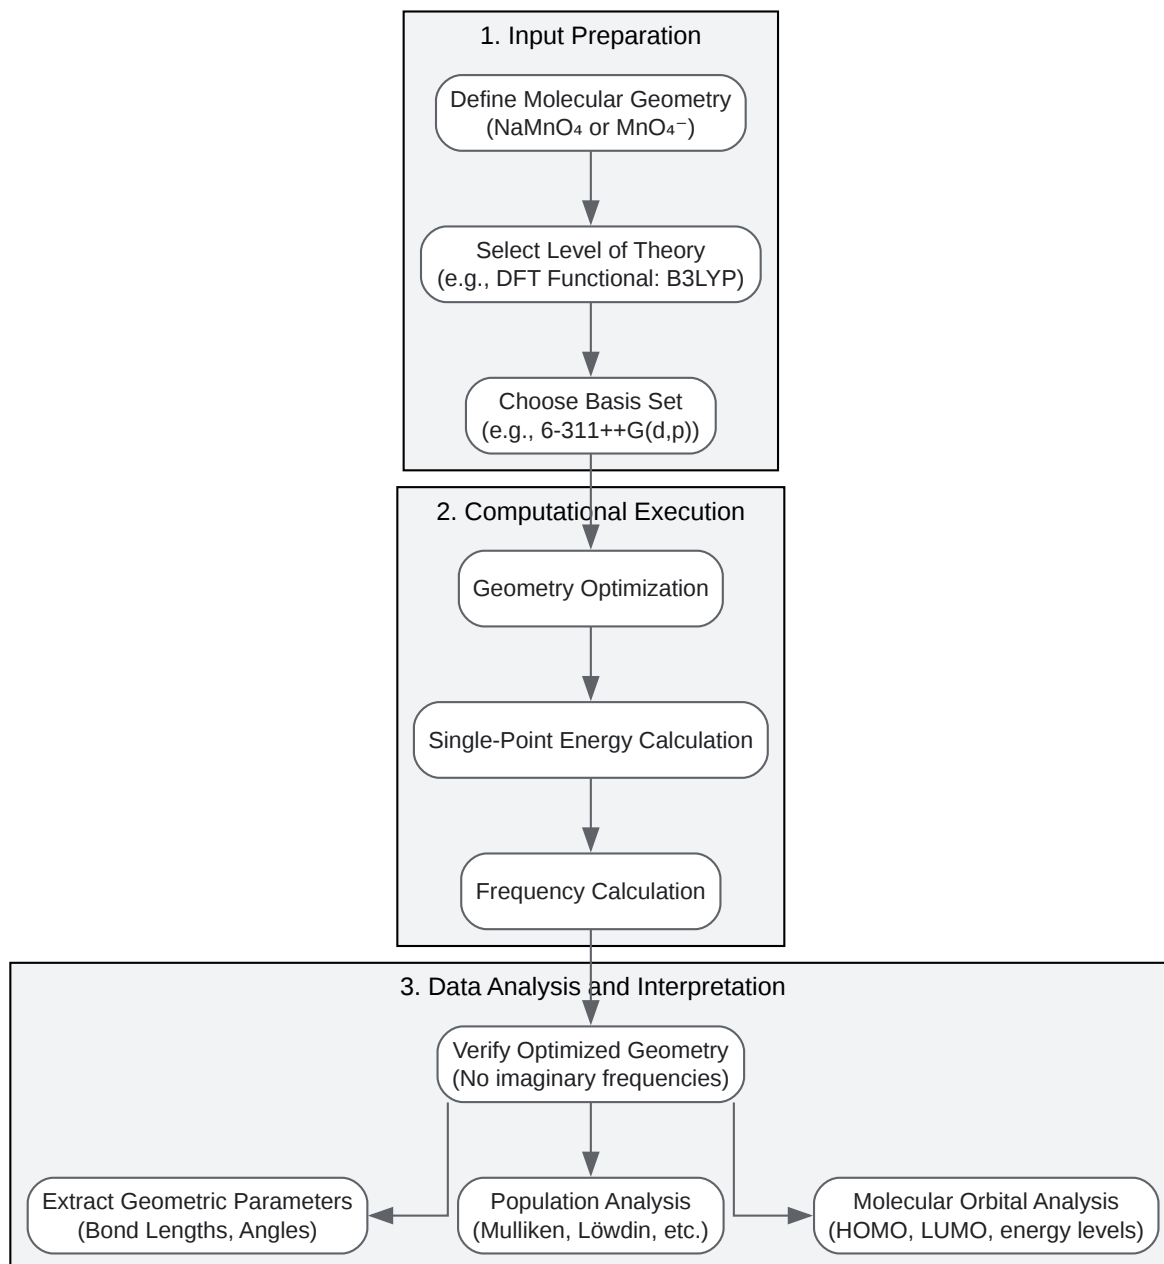 1. Input Preparation
Define Molecular Geometry
(NaMnO₄ or MnO₄⁻)
Select Level of Theory
(e.g., DFT Functional: B3LYP)
Choose Basis Set
(e.g., 6-311++G(d,p))
2. Computational Execution
Geometry Optimization
Single-Point Energy Calculation
Frequency Calculation
3. Data Analysis and Interpretation
Verify Optimized Geometry
(No imaginary frequencies)
Extract Geometric Parameters
(Bond Lengths, Angles)
Population Analysis
(Mulliken, Löwdin, etc.)
Molecular Orbital Analysis
(HOMO, LUMO, energy levels)